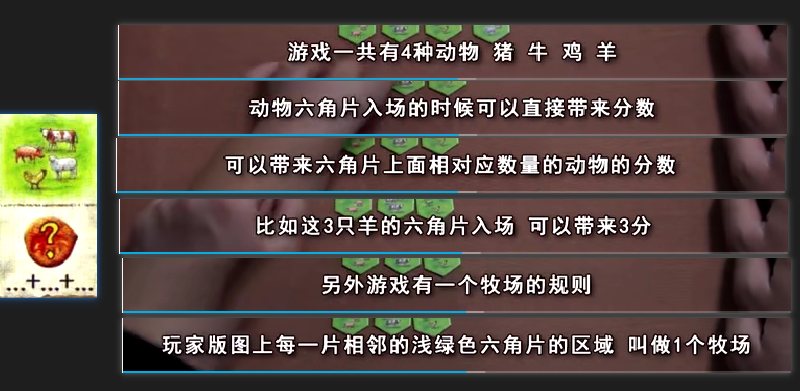 游戏一共有4种动物 猪 牛 鸡 羊
动物六角片入场的时候可以直接带来分数
可以带来六角片上面相对应数量的动物的分数
比如这3只羊的六角片入场 可以带来3分
另外游戏有一个牧场的规则
玩家版图上每一片相邻的浅绿色六角片的区域 叫做1个牧场
?
...+...+...